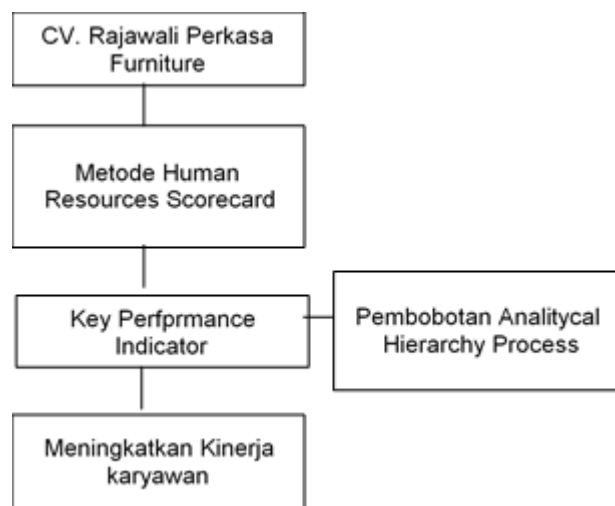 CV. Rajawali Perkasa
Furniture
Metode Human
Resources Scorecard
Key Perfprmance
Indicator
Pembobotan Analitycal
Hierarchy Process
Meningkatkan Kinerja
karyawan